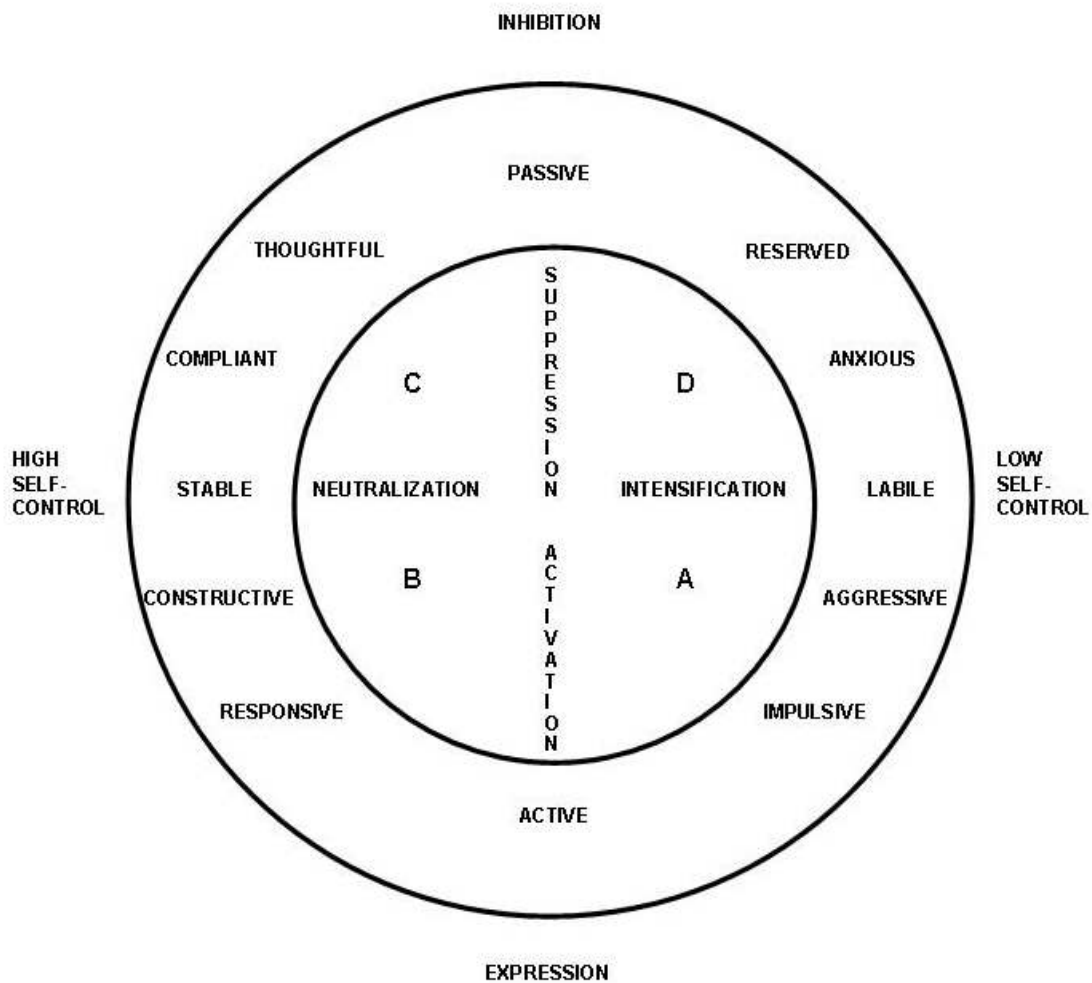 INHIBITION
PASSIVE
THOUGHTFUL
RESERVED
SUPPRESSION
COMPLIANT
ANXIOUS
C
D
HIGH
SELF-
CONTROL
STABLE
NEUTRALIZATION
INTENSIFICATION
LABILE
LOW
SELF-
CONTROL
ACTIVATION
B
A
CONSTRUCTIVE
AGGRESSIVE
RESPONSIVE
IMPULSIVE
ACTIVE
EXPRESSION